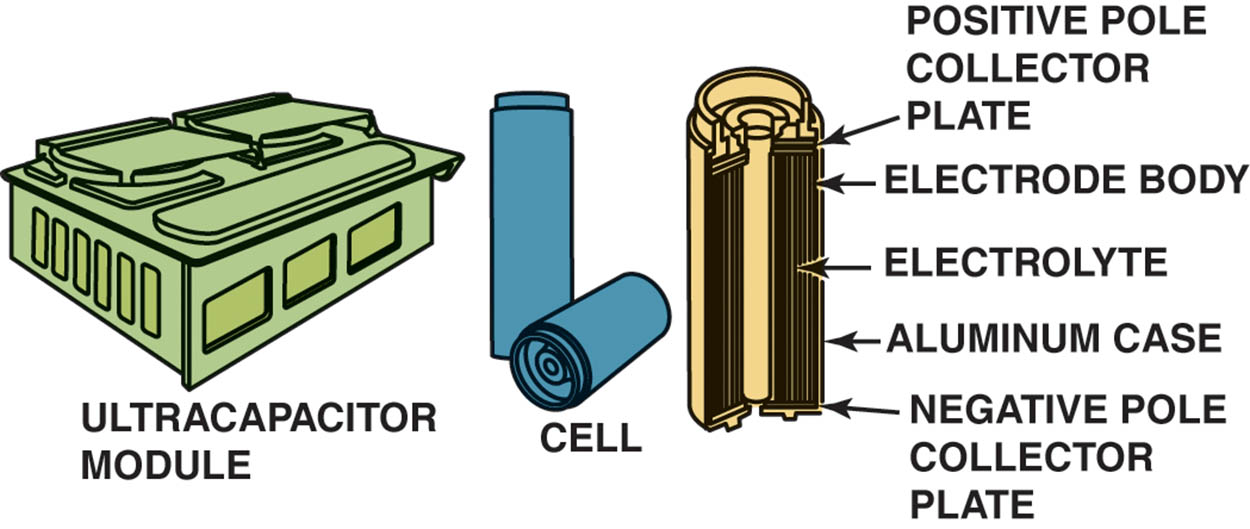 ULTRACAPACITOR
MODULE
CELL
POSITIVE POLE
COLLECTOR
PLATE
ELECTRODE BODY
ELECTROLYTE
ALUMINUM CASE
NEGATIVE POLE
COLLECTOR
PLATE